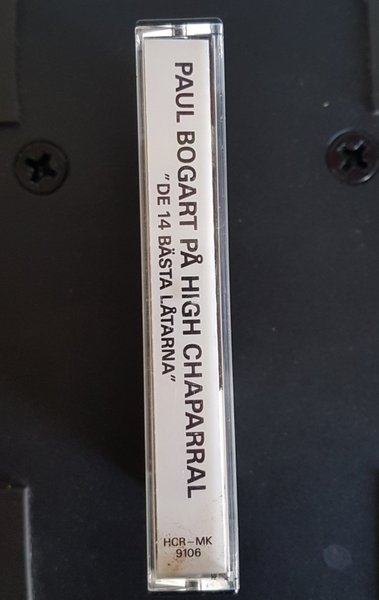 PAUL BOGART PÅ HIGH CHAPARRAL
"DE 14 BÄSTA LÅTARNA"
HCR-MK
9106